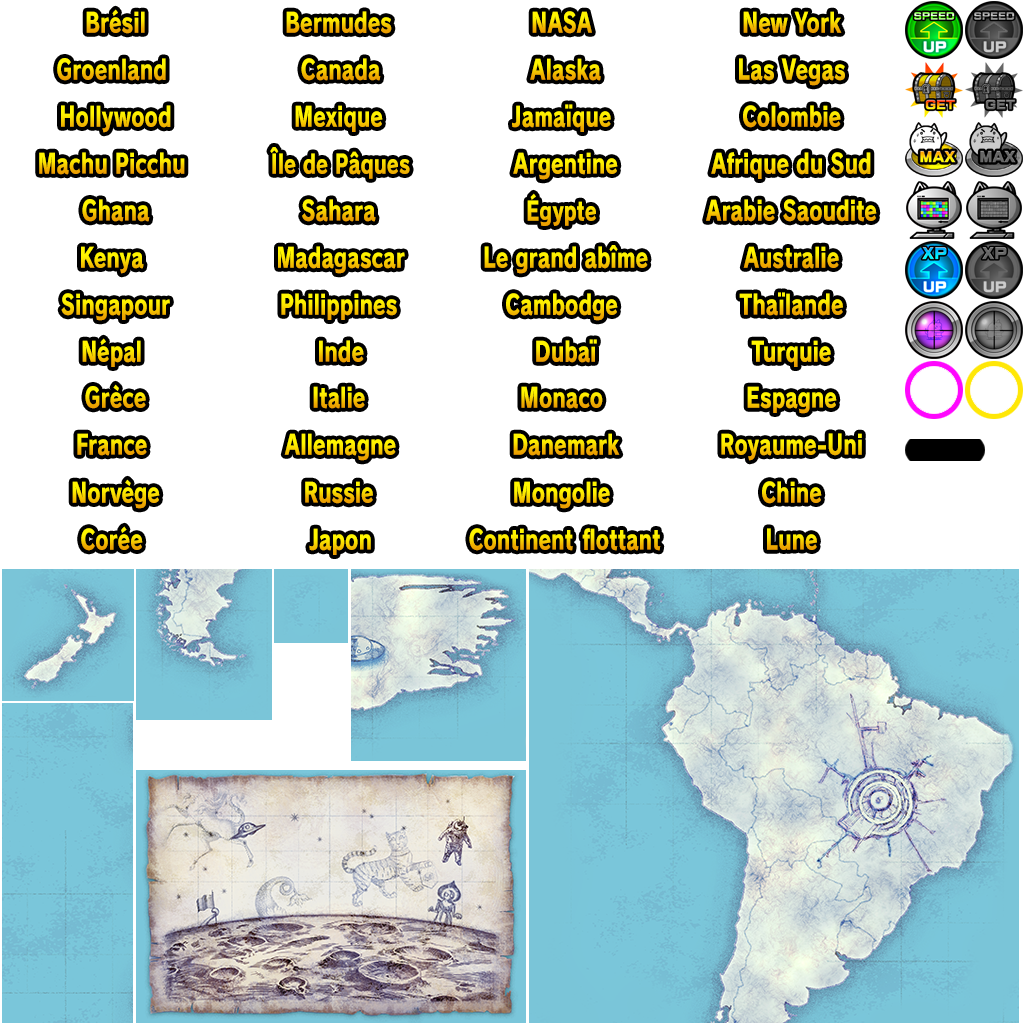 Brésil Bermudes NASA New York
Groenland Canada Alaska Las Vegas
Hollywood Mexique Jamaïque Colombie
Machu Picchu Île de Pâques Argentine Afrique du Sud
Ghana Sahara Égypte Arabie Saoudite
Kenya Madagascar Le grand abîme Australie
Singapour Philippines Cambodge Thaïlande
Népal Inde Dubaï Turquie
Grèce Italie Monaco Espagne
France Allemagne Danemark Royaume-Uni
Norvège Russie Mongolie Chine
Corée Japon Continent flottant Lune
SPEED UP SPEED UP
GET GET
MAX MAX
XP UP XP UP